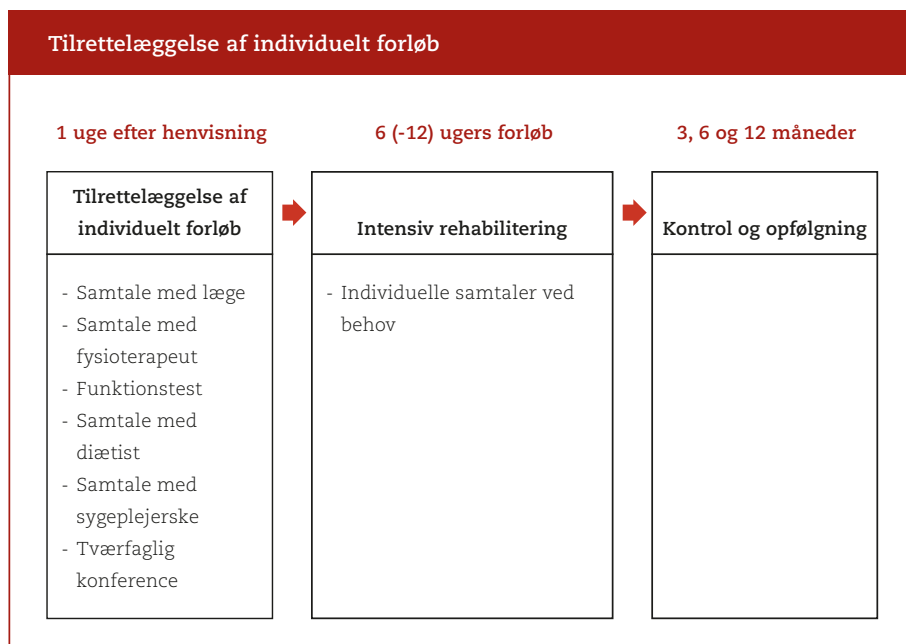 Tilrettelæggelse af individuelt forløb
1 uge efter henvisning
Tilrettelæggelse af
individuelt forløb
- Samtale med læge
- Samtale med
fysioterapeut
- Funktionstest
- Samtale med
diætist
- Samtale med
sygeplejerske
- Tværfaglig
konference
6 (-12) ugers forløb
Intensiv rehabilitering
- Individuelle samtaler ved
behov
3, 6 og 12 måneder
Kontrol og opfølgning